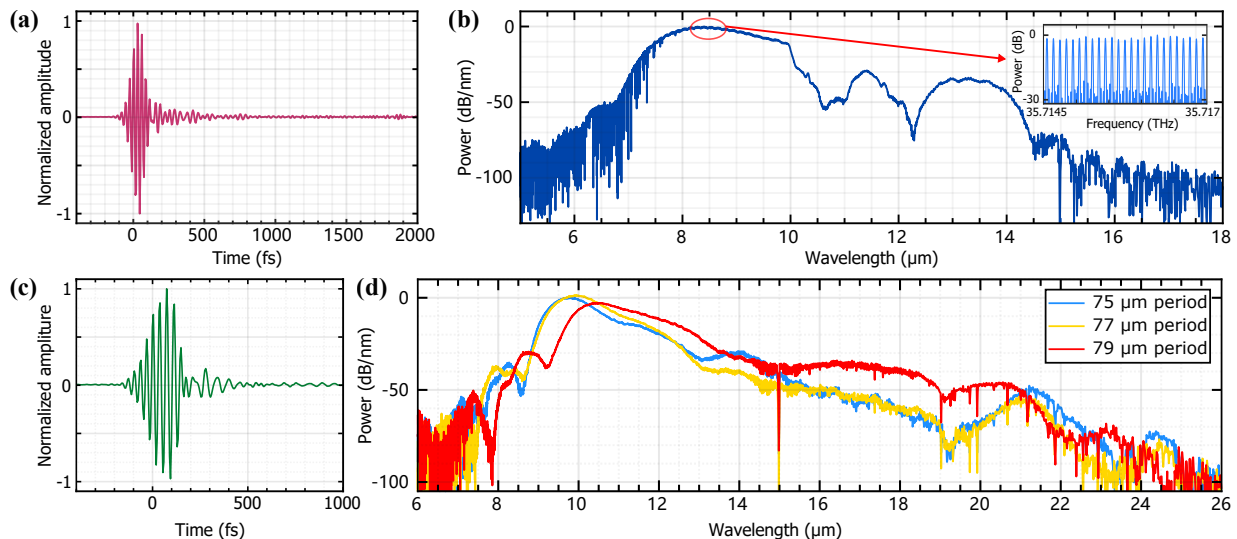 (a)
Normalized amplitude
1
0
-1
0
500
1000
1500
2000
Time (fs)
(b)
Power (dB/nm)
0
-50
-100
6
8
10
12
14
16
18
Wavelength (μm)
Power (dB)
0
-30
35.7145
35.717
Frequency (THz)
(c)
Normalized ampliture
1
0
-1
0
500
1000
Time (fs)
(d)
Power (dB/nm)
0
-50
-100
6
8
10
12
14
16
18
20
22
24
26
Wavelength (μm)
75 μm period
77 μm period
79 μm period